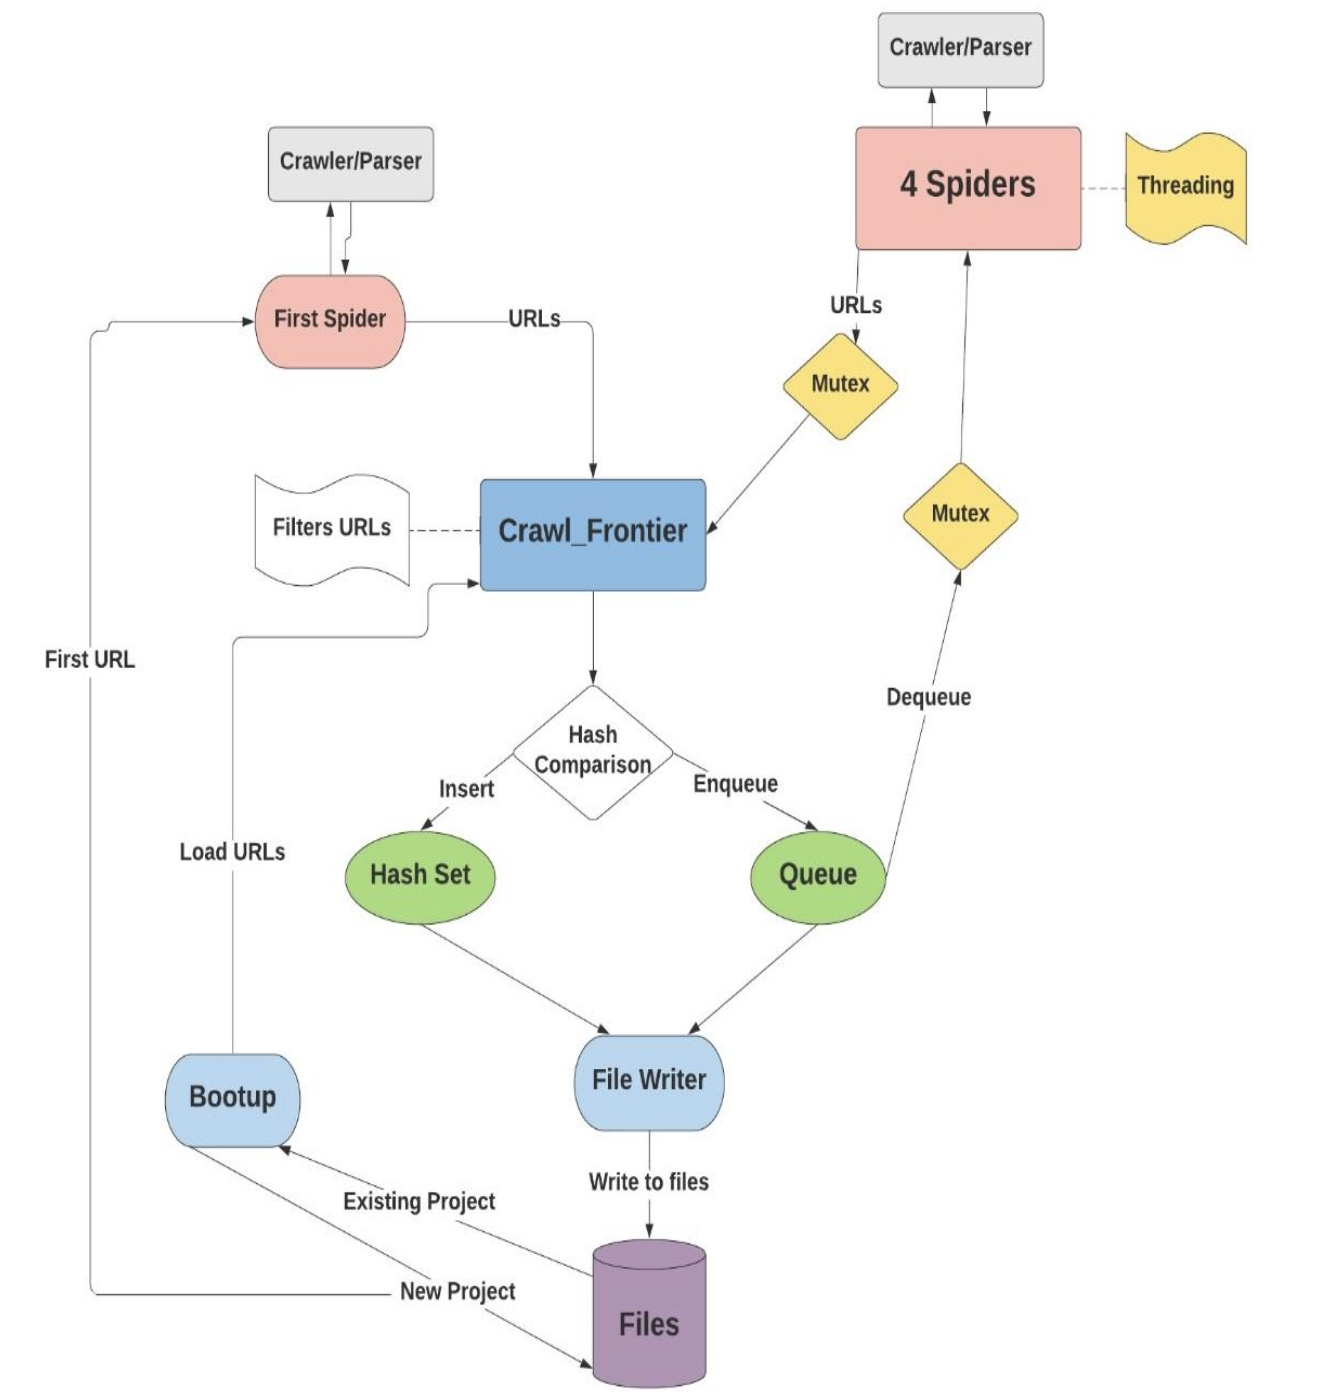 Crawler/Parser
Crawler/Parser
4 Spiders
Threading
First Spider
URLs
URLs
Mutex
Filters URLs
Crawl_Frontier
Mutex
First URL
Dequeue
Hash
Comparison
Insert
Enqueue
Load URLs
Hash Set
Queue
Bootup
File Writer
Write to files
Existing Project
New Project
Files